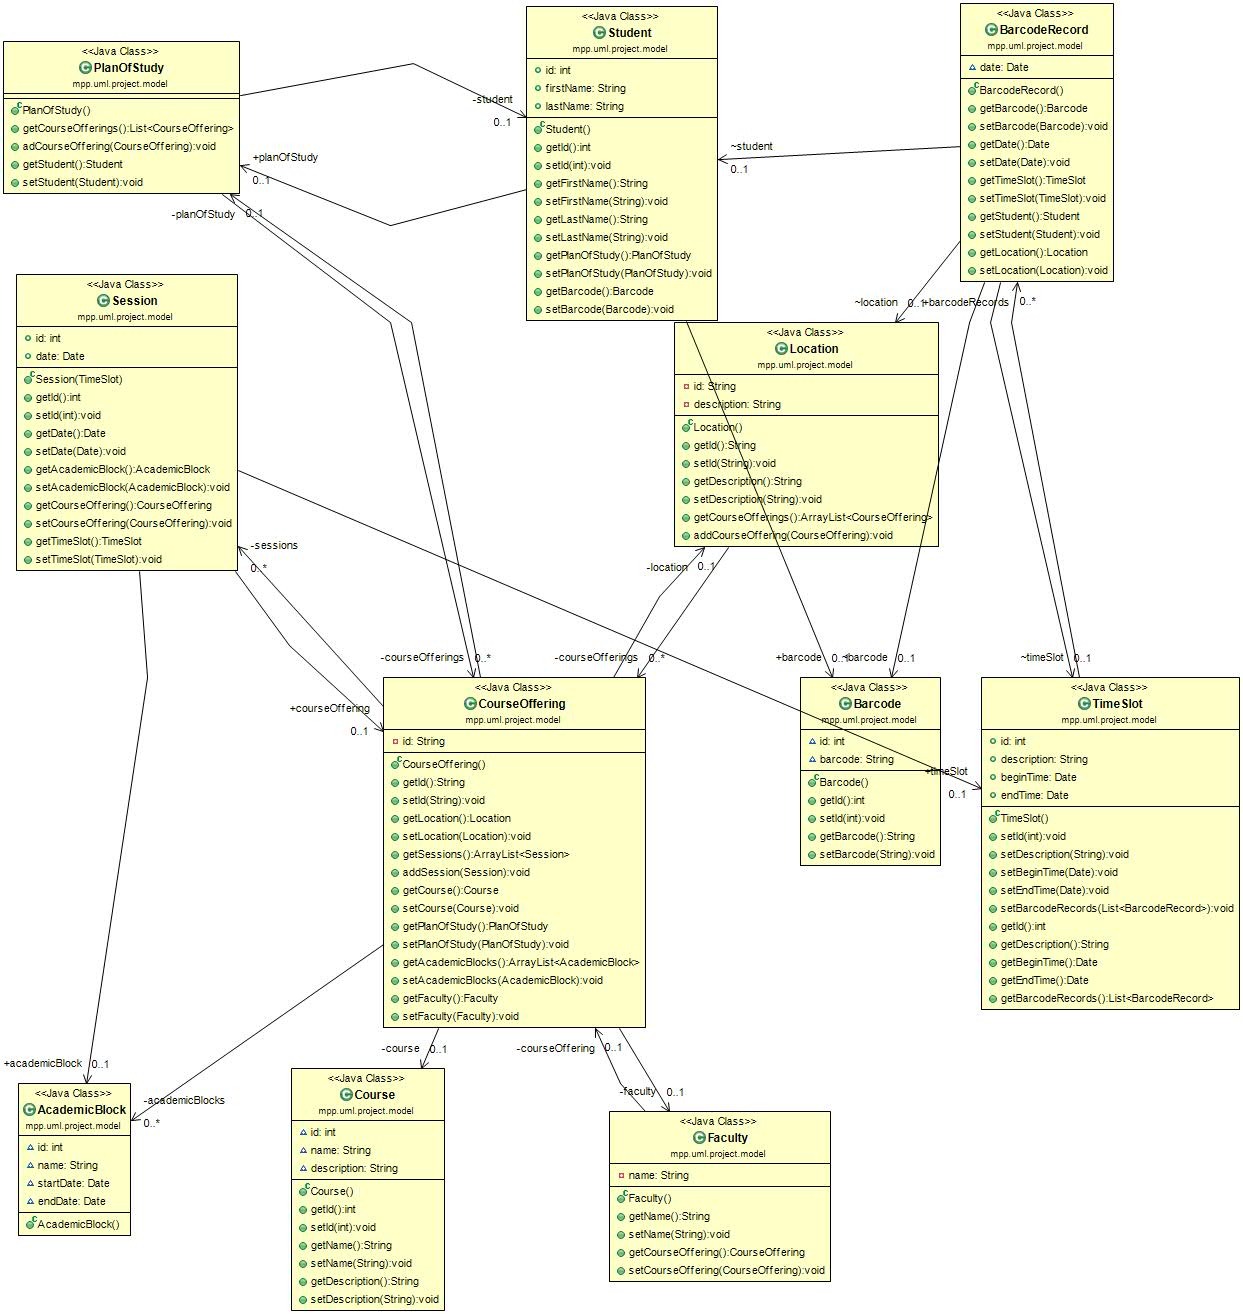 <<Java Class>>
PlanOfStudy
mpp.uml.project.model
PlanOfStudy()
getCourseOfferings():List<CourseOffering>
adCourseOffering(CourseOffering):void
getStudent():Student
setStudent(Student):void
<<Java Class>>
Student
mpp.uml.project.model
id: int
firstName: String
lastName: String
Student()
getId():int
setId(int):void
getFirstName():String
setFirstName(String):void
getLastName():String
setLastName(String):void
getPlanOfStudy():PlanOfStudy
setPlanOfStudy(PlanOfStudy):void
getBarcode():Barcode
setBarcode(Barcode):void
<<Java Class>>
BarcodeRecord
mpp.uml.project.model
date: Date
BarcodeRecord()
getBarcode():Barcode
setBarcode(Barcode):void
getDate():Date
setDate(Date):void
getTimeSlot():TimeSlot
setTimeSlot(TimeSlot):void
getStudent():Student
setStudent(Student):void
getLocation():Location
setLocation(Location):void
-student
0..1
+planOfStudy
0..1
~student
0..1
-planOfStudy
0..1
~location
0..1
+barcodeRecords
0..*
<<Java Class>>
Session
mpp.uml.project.model
id: int
date: Date
Session(TimeSlot)
getId():int
setId(int):void
getDate():Date
setDate(Date):void
getAcademicBlock():AcademicBlock
setAcademicBlock(AcademicBlock):void
getCourseOffering():CourseOffering
setCourseOffering(CourseOffering):void
getTimeSlot():TimeSlot
setTimeSlot(TimeSlot):void
<<Java Class>>
Location
mpp.uml.project.model
id: String
description: String
Location()
getId():String
setId(String):void
getDescription():String
setDescription(String):void
getCourseOfferings():ArrayList<CourseOffering>
addCourseOffering(CourseOffering):void
-sessions
0..*
-location
0..1
-courseOfferings
0..*
-courseOfferings
0..*
+barcode
0..1
~barcode
0..1
~timeSlot
0..1
+courseOffering
0..1
<<Java Class>>
CourseOffering
mpp.uml.project.model
id: String
CourseOffering()
getId():String
setId(String):void
getLocation():Location
setLocation(Location):void
getSessions():ArrayList<Session>
addSession(Session):void
getCourse():Course
setCourse(Course):void
getPlanOfStudy():PlanOfStudy
setPlanOfStudy(PlanOfStudy):void
getAcademicBlocks():ArrayList<AcademicBlock>
setAcademicBlocks(AcademicBlock):void
getFaculty():Faculty
setFaculty(Faculty):void
<<Java Class>>
Barcode
mpp.uml.project.model
id: int
barcode: String
Barcode()
getId():int
setId(int):void
getBarcode():String
setBarcode(String):void
+timeSlot
0..1
<<Java Class>>
TimeSlot
mpp.uml.project.model
id: int
description: String
beginTime: Date
endTime: Date
TimeSlot()
setId(int):void
setDescription(String):void
setBeginTime(Date):void
setEndTime(Date):void
setBarcodeRecords(List<BarcodeRecord>):void
getId():int
getDescription():String
getBeginTime():Date
getEndTime():Date
getBarcodeRecords():List<BarcodeRecord>
+academicBlock
0..1
-academicBlocks
0..*
-course
0..1
-courseOffering
0..1
-faculty
0..1
<<Java Class>>
AcademicBlock
mpp.uml.project.model
id: int
name: String
startDate: Date
endDate: Date
AcademicBlock()
<<Java Class>>
Course
mpp.uml.project.model
id: int
name: String
description: String
Course()
getId():int
setId(int):void
getName():String
setName(String):void
getDescription():String
setDescription(String):void
<<Java Class>>
Faculty
mpp.uml.project.model
name: String
Faculty()
getName():String
setName(String):void
getCourseOffering():CourseOffering
setCourseOffering(CourseOffering):void